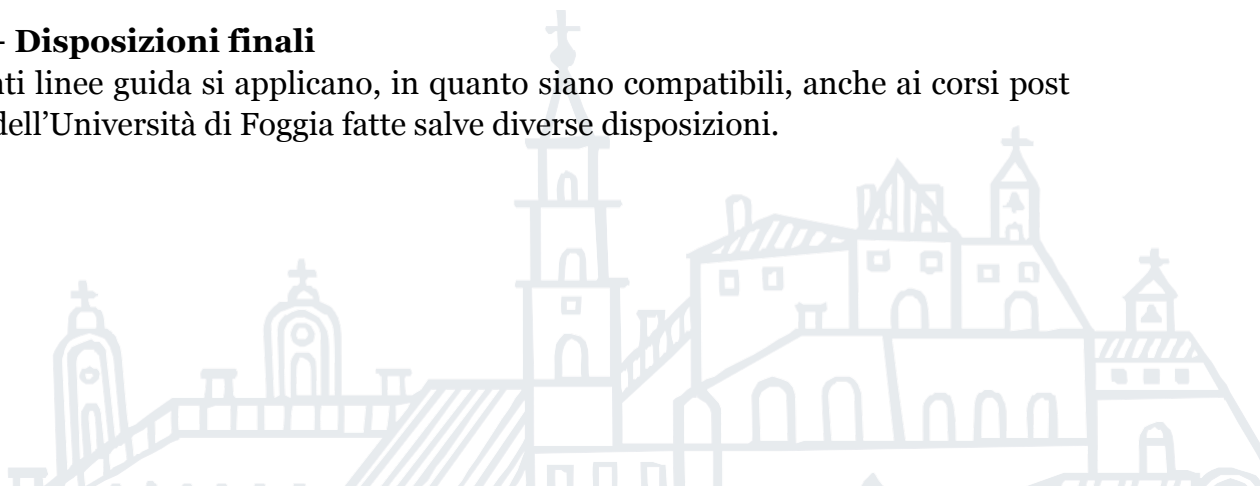 - Disposizioni finali
nti linee guida si applicano, in quanto siano compatibili, anche ai corsi post
dell'Università di Foggia fatte salve diverse disposizioni.